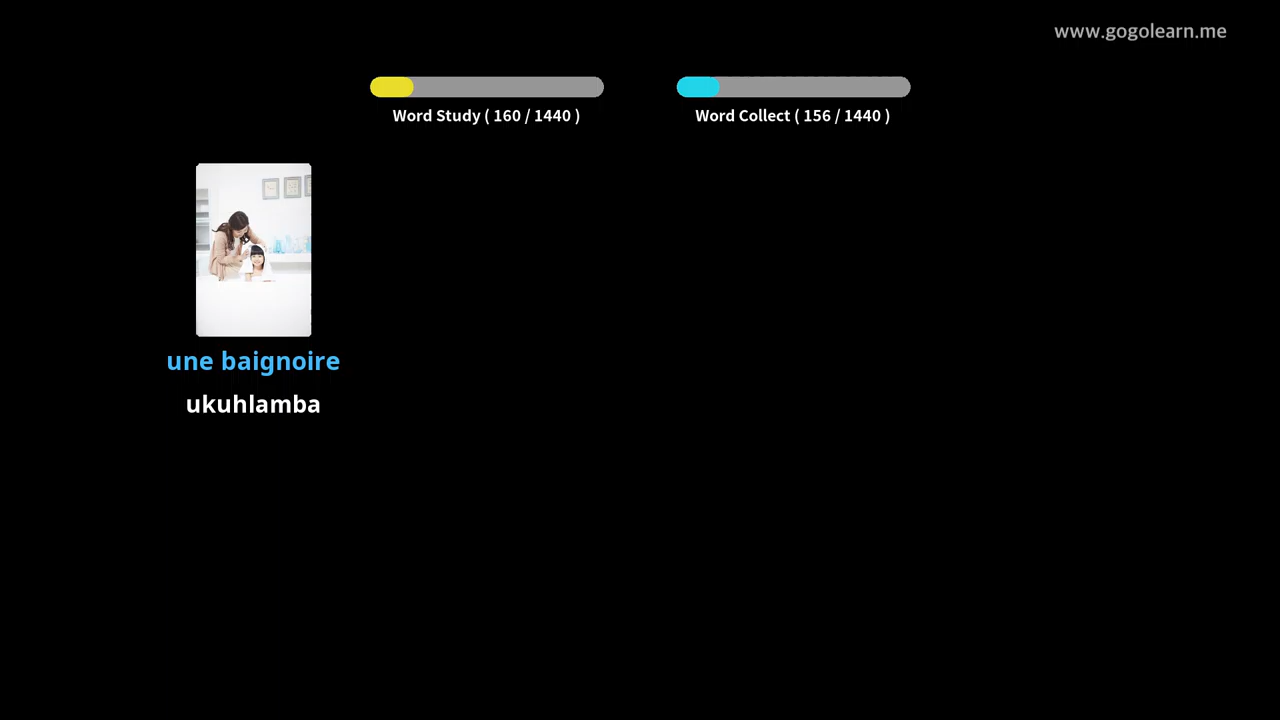 www.gogolearn.me
Word Study ( 160 / 1440 )
Word Collect ( 156 / 1440 )
une baignoire
ukuhlamba